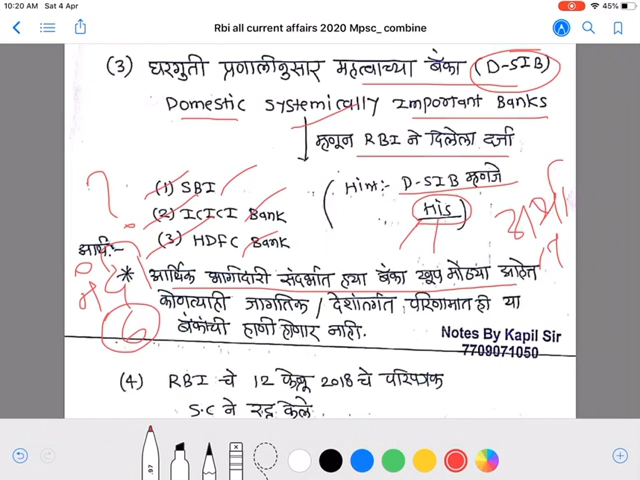 10:20 AM Sat 4 Apr
46%
Rbi all current affairs 2020 Mpsc_ combine
(3) घरगुती प्रणालीनुसार महत्वाच्या बँका (D-SIB)
Domestic Systemically Important Banks
म्हणून RBI ने दिलेला दर्जा
(1) SBI
(2) ICICI Bank
(3) HDFC Bank
(Hint:- D-SIB म्हणजे
His)
अर्थ:-
* आर्थिक भागिदारी संदर्भात ह्या बँका खूप मोठ्या आहेत
कोणत्याही जागतिक / देशांतर्गत परिणामात ही या
बँकांची हानी होणार नाही.
Notes By Kapil Sir
7709071050
(4) RBI - चे 12 फेब्रु 2018 चे परिपत्रक
S.C ने रद्द केले
.97